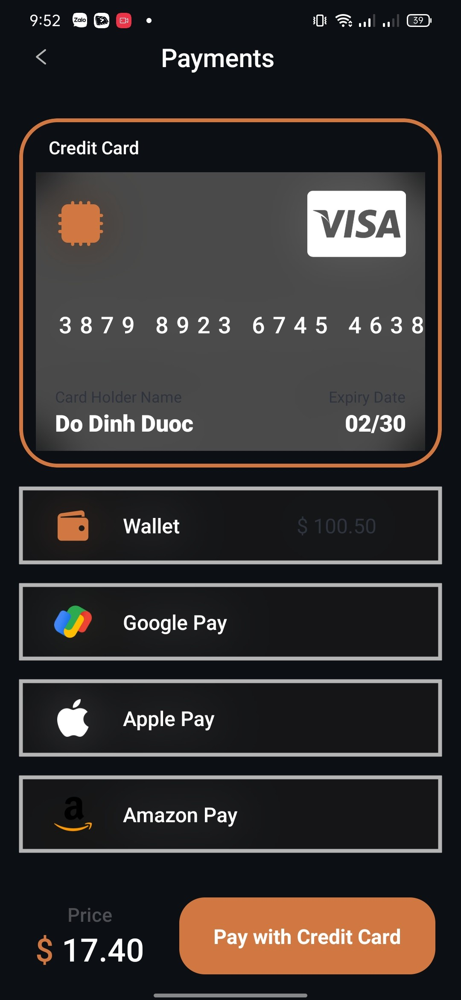 9:52 Zalo 39
Payments
Credit Card
VISA
3879 8923 6745 4638
Card Holder Name Expiry Date
Do Dinh Duoc 02/30
Wallet $ 100.50
Google Pay
Apple Pay
a Amazon Pay
Price
$ 17.40
Pay with Credit Card